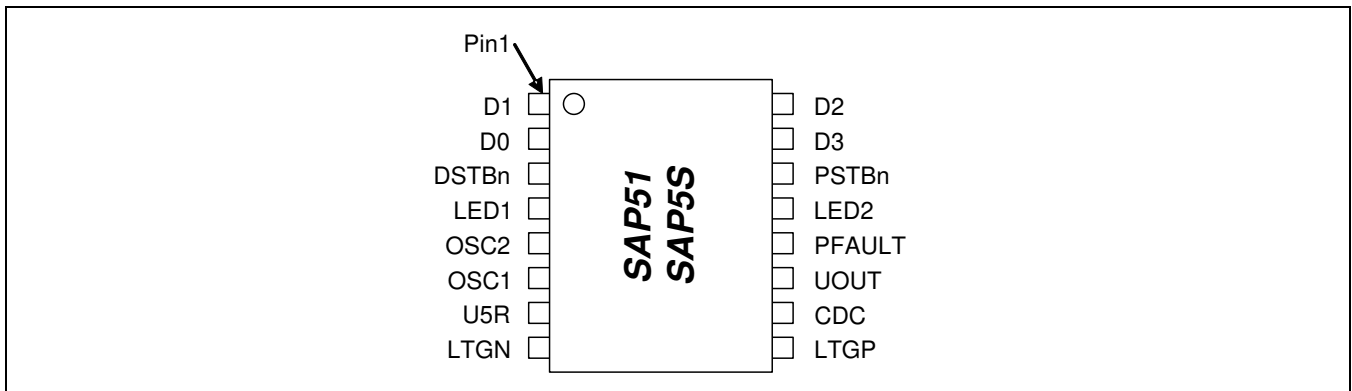 Pin1
D1
D0
DSTBn
LED1
OSC2
OSC1
U5R
LTGN
SAP51
SAP5S
D2
D3
PSTBn
LED2
PFAULT
UOUT
CDC
LTGP